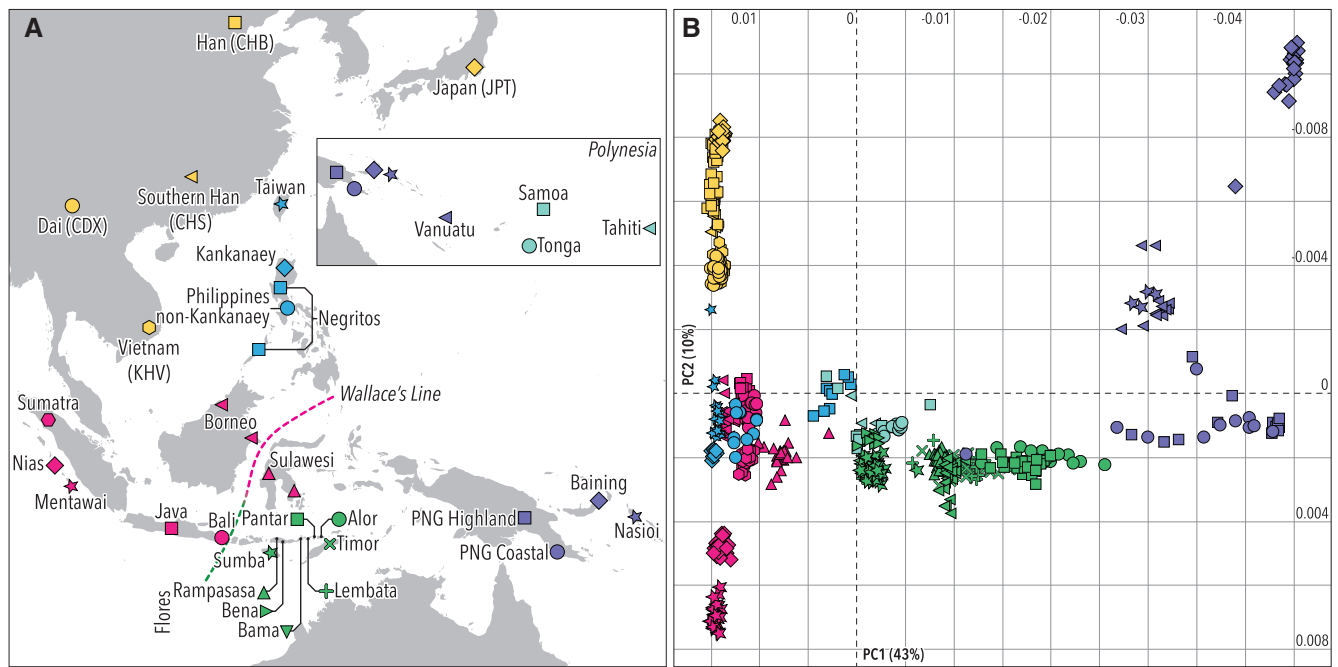 A
Han (CHB)
Japan (JPT)
Polynesia
Southern Han
(CHS)
Taiwan
Samoa
Dai (CDX)
Vanuatu
Tahiti
Tonga
Kankanaey
Philippines
non-Kankanaey
Negritos
Vietnam
(KHV)
Wallace's Line
Sumatra
Borneo
Nias
Sulawesi
Mentawai
Baining
Java
Bali
Pantar
Alor
PNG Highland
Nasioi
Timor
PNG Coastal
Sumba
Rampasasa
Lembata
Bena
Flores
Bama
B
0.01
0
-0.01
-0.02
-0.03
-0.04
-0.008
-0.004
PC2 (10%)
0
0.004
0.008
PC1 (43%)